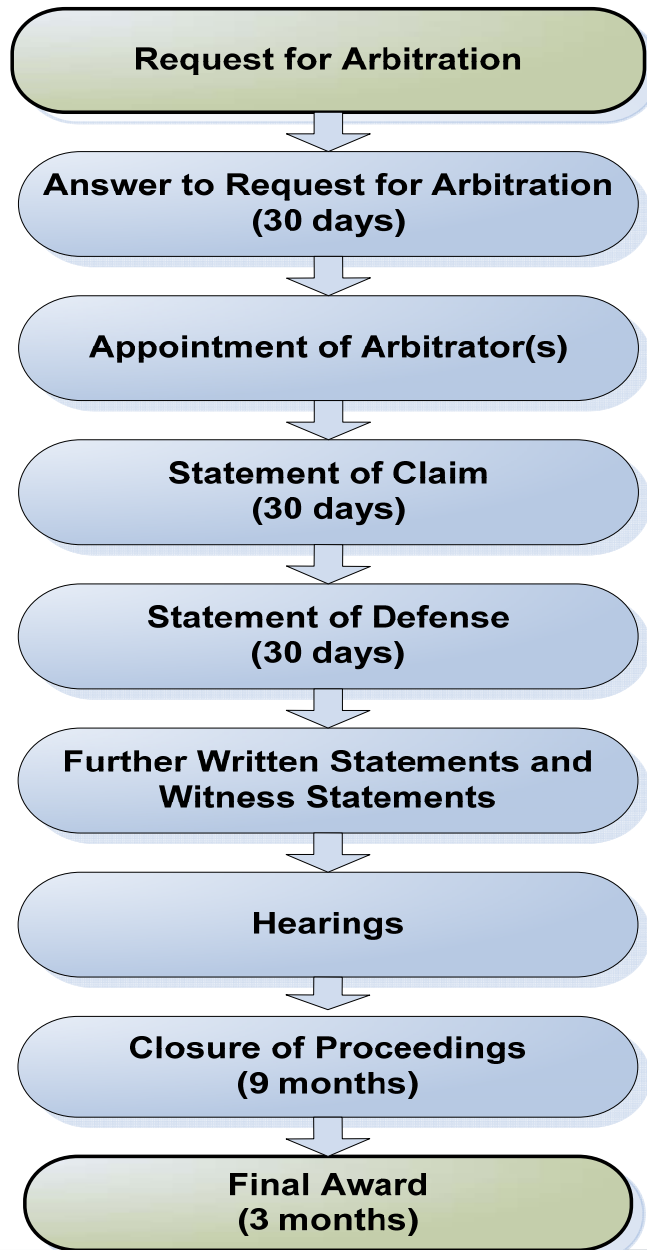 Request for Arbitration
Answer to Request for Arbitration
(30 days)
Appointment of Arbitrator(s)
Statement of Claim
(30 days)
Statement of Defense
(30 days)
Further Written Statements and
Witness Statements
Hearings
Closure of Proceedings
(9 months)
Final Award
(3 months)